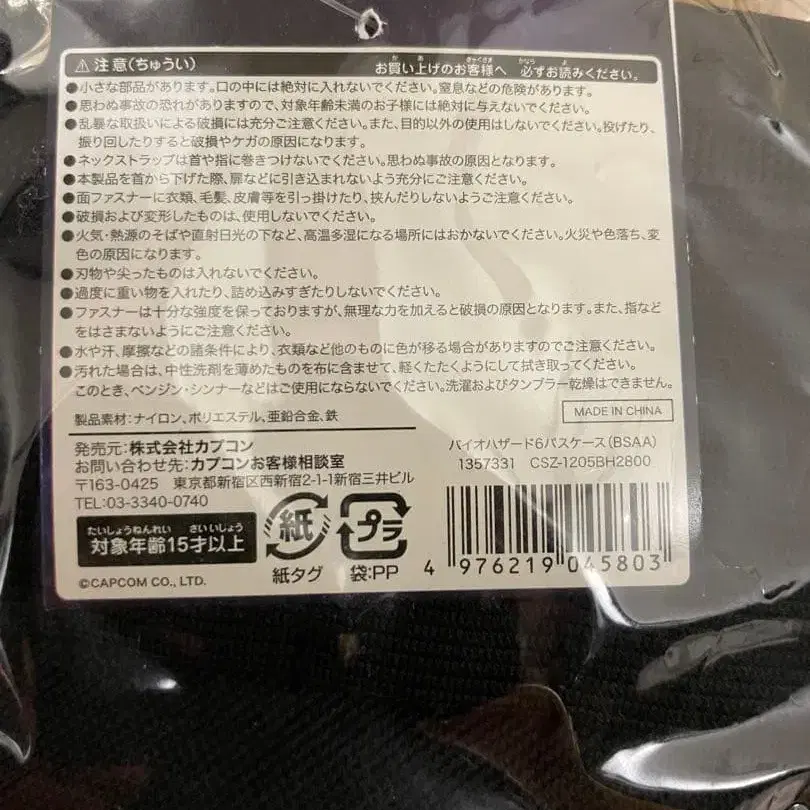 ⚠注意(ちゅうい) お買い上げのお客様へ 必ずお読みください。
●小さな部品があります。口の中には絶対に入れないでください。窒息などの危険があります。
●思わぬ事故の恐れがありますので、対象年齢未満のお子様には絶対に与えないでください。
●乱暴な取扱いによる破損には充分ご注意ください。また、目的以外の使用はしないでください。投げたり、
振り回したりすると破損やケガの原因になります。
●ネックストラップは首や指に巻きつけないでください。思わぬ事故の原因となります。
●本製品を首から下げた際、扉などに引き込まれないよう充分にご注意ください。
●面ファスナーに衣類、毛髪、皮膚等を引っ掛けたり、挟んだりしないようご注意ください。
●破損および変形したものは、使用しないでください。
●火気・熱源のそばや直射日光の下など、高温多湿になる場所にはおかないでください。火災や色落ち、変
色の原因になります。
●刃物や尖ったものは入れないでください。
●過度に重い物を入れたり、詰め込みすぎたりしないでください。
●ファスナーは十分な強度を保っておりますが、無理な力を加えると破損の原因となります。また、指など
をはさまないようにご注意ください。
●水や汗、摩擦などの諸条件により、衣類など他のものに色が移る場合がありますのでご注意ください。
●汚れた場合は、中性洗剤を薄めたものを布に含ませて、軽くたたくようにして拭き取ってください。
このとき、ベンジン・シンナーなどはご使用にならないでください。洗濯およびタンブラー乾燥はできません。
製品素材:ナイロン、ポリエステル、亜鉛合金、鉄
MADE IN CHINA
発売元:株式会社カプコン
お問い合わせ先:カプコンお客様相談室
〒163-0425 東京都新宿区西新宿2-1-1新宿三井ビル
TEL:03-3340-0740
バイオハザード6パスケース(BSAA)
1357331 CSZ-1205BH2800
たいしょうねんれい さいいじょう
対象年齢15才以上
紙
紙タグ
プラ
袋:PP
4 976219 045803
©CAPCOM CO., LTD.